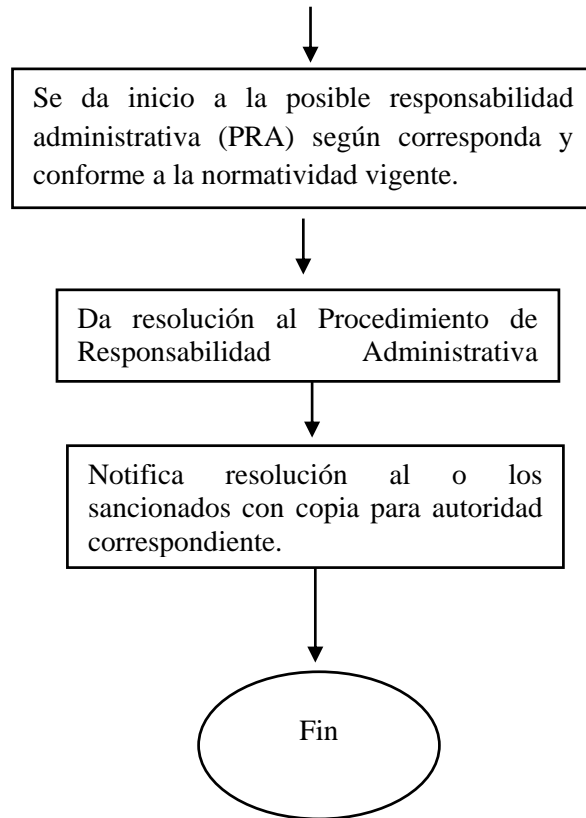 Se da inicio a la posible responsabilidad
administrativa (PRA) según corresponda y
conforme a la normatividad vigente.
Da resolución al Procedimiento de
Responsabilidad Administrativa
Notifica resolución al o los
sancionados con copia para autoridad
correspondiente.
Fin